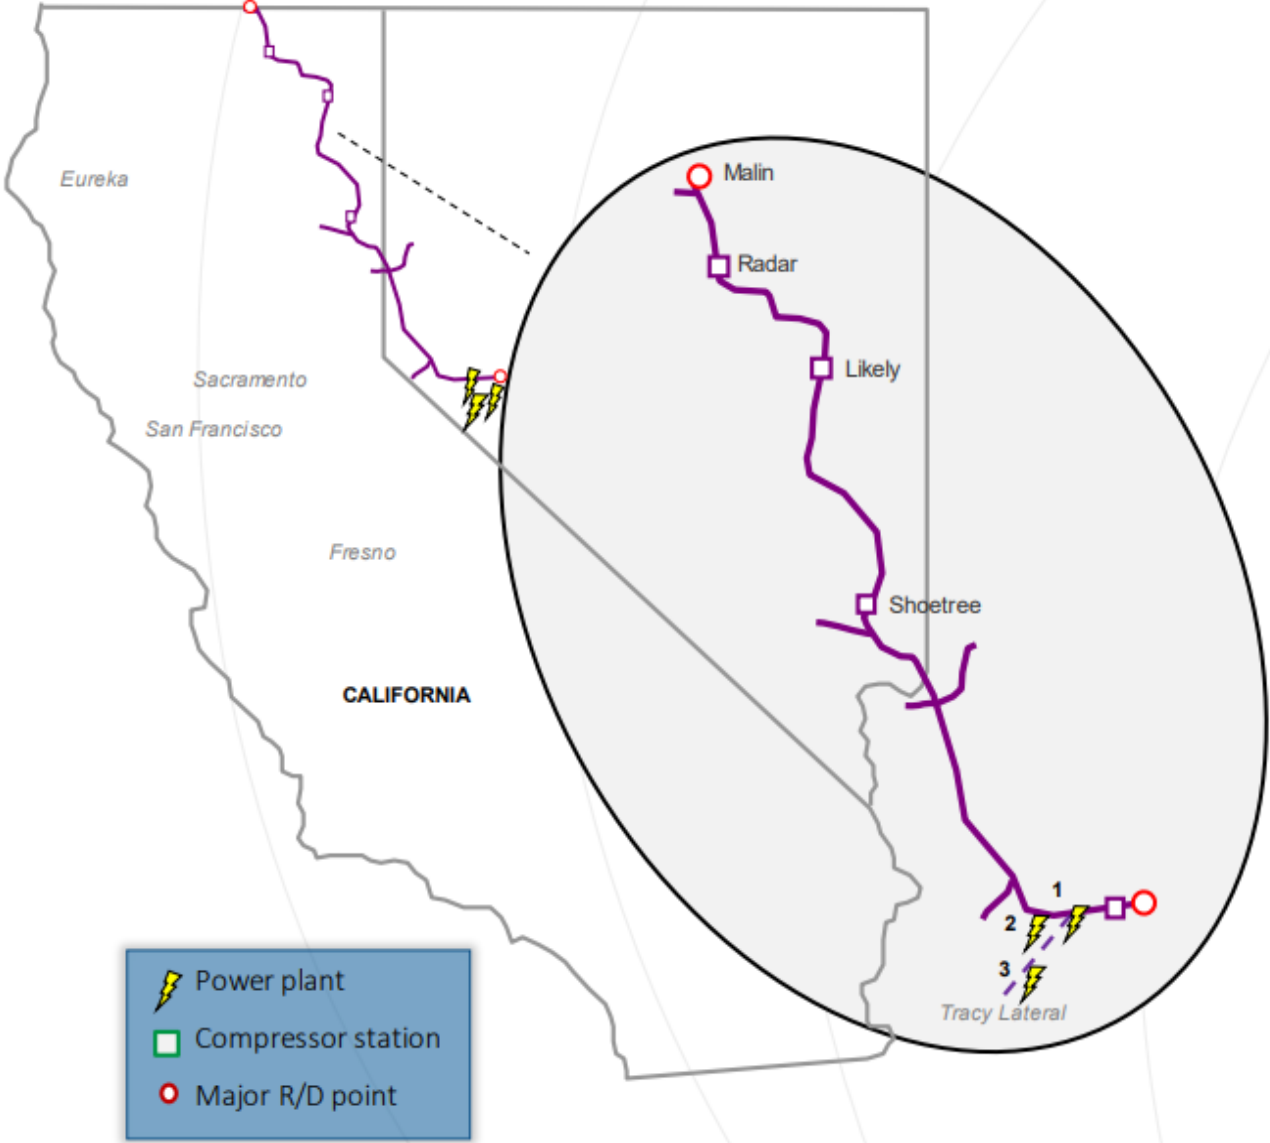 Malin
Eureka
Radar
Likely
Sacramento
San Francisco
Fresno
Shoetree
CALIFORNIA
1
2
3
Tracy Lateral
Power plant
Compressor station
Major R/D point